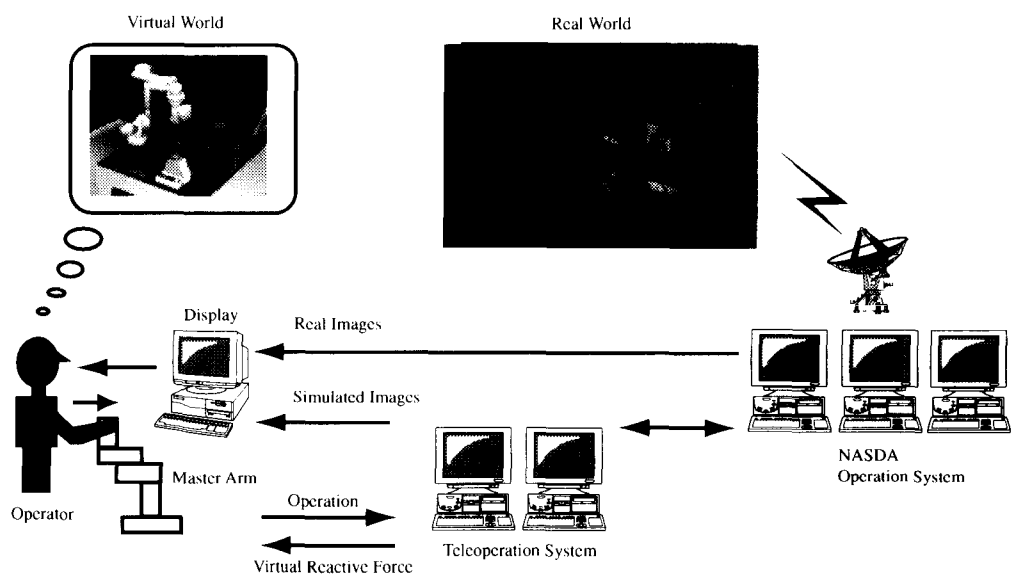 Virtual World
Real World
Display
Real Images
Simulated Images
NASDA
Operation System
Master Arm
Operator
Operation
Teleoperation System
Virtual Reactive Force